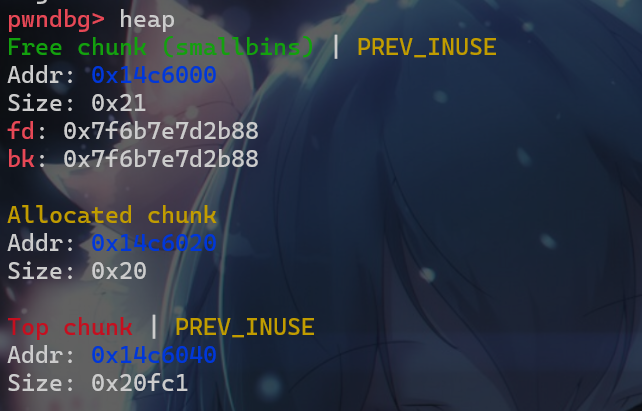 pwndbg> heap
Free chunk (smallbins) | PREV_INUSE
Addr: 0x14c6000
Size: 0x21
fd: 0x7f6b7e7d2b88
bk: 0x7f6b7e7d2b88
Allocated chunk
Addr: 0x14c6020
Size: 0x20
Top chunk | PREV_INUSE
Addr: 0x14c6040
Size: 0x20fc1